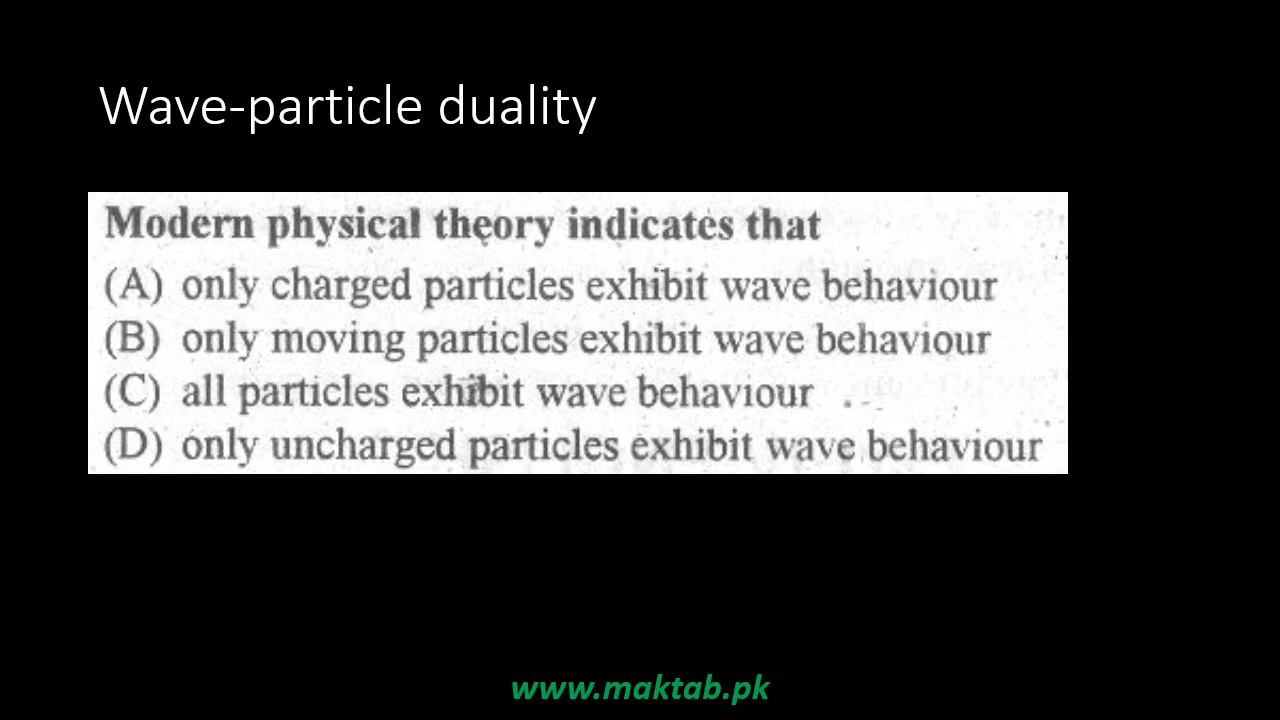 Wave-particle duality
Modern physical theory indicates that
(A) only charged particles exhibit wave behaviour
(B) only moving particles exhibit wave behaviour
(C) all particles exhibit wave behaviour
(D) only uncharged particles exhibit wave behaviour
www.maktab.pk